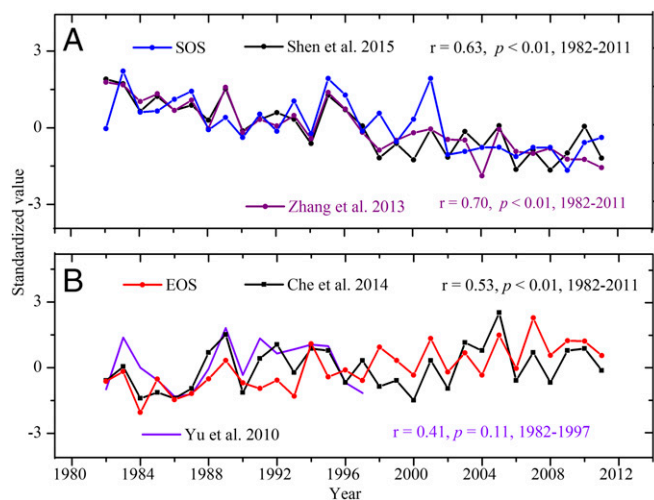 A
SOS
Shen et al. 2015
r = 0.63, p < 0.01, 1982-2011
3
0
-3
Zhang et al. 2013
r = 0.70, p < 0.01, 1982-2011
Standardized value
B
EOS
Che et al. 2014
r = 0.53, p < 0.01, 1982-2011
3
0
-3
Yu et al. 2010
r = 0.41, p = 0.11, 1982-1997
1980 1984 1988 1992 1996 2000 2004 2008 2012
Year